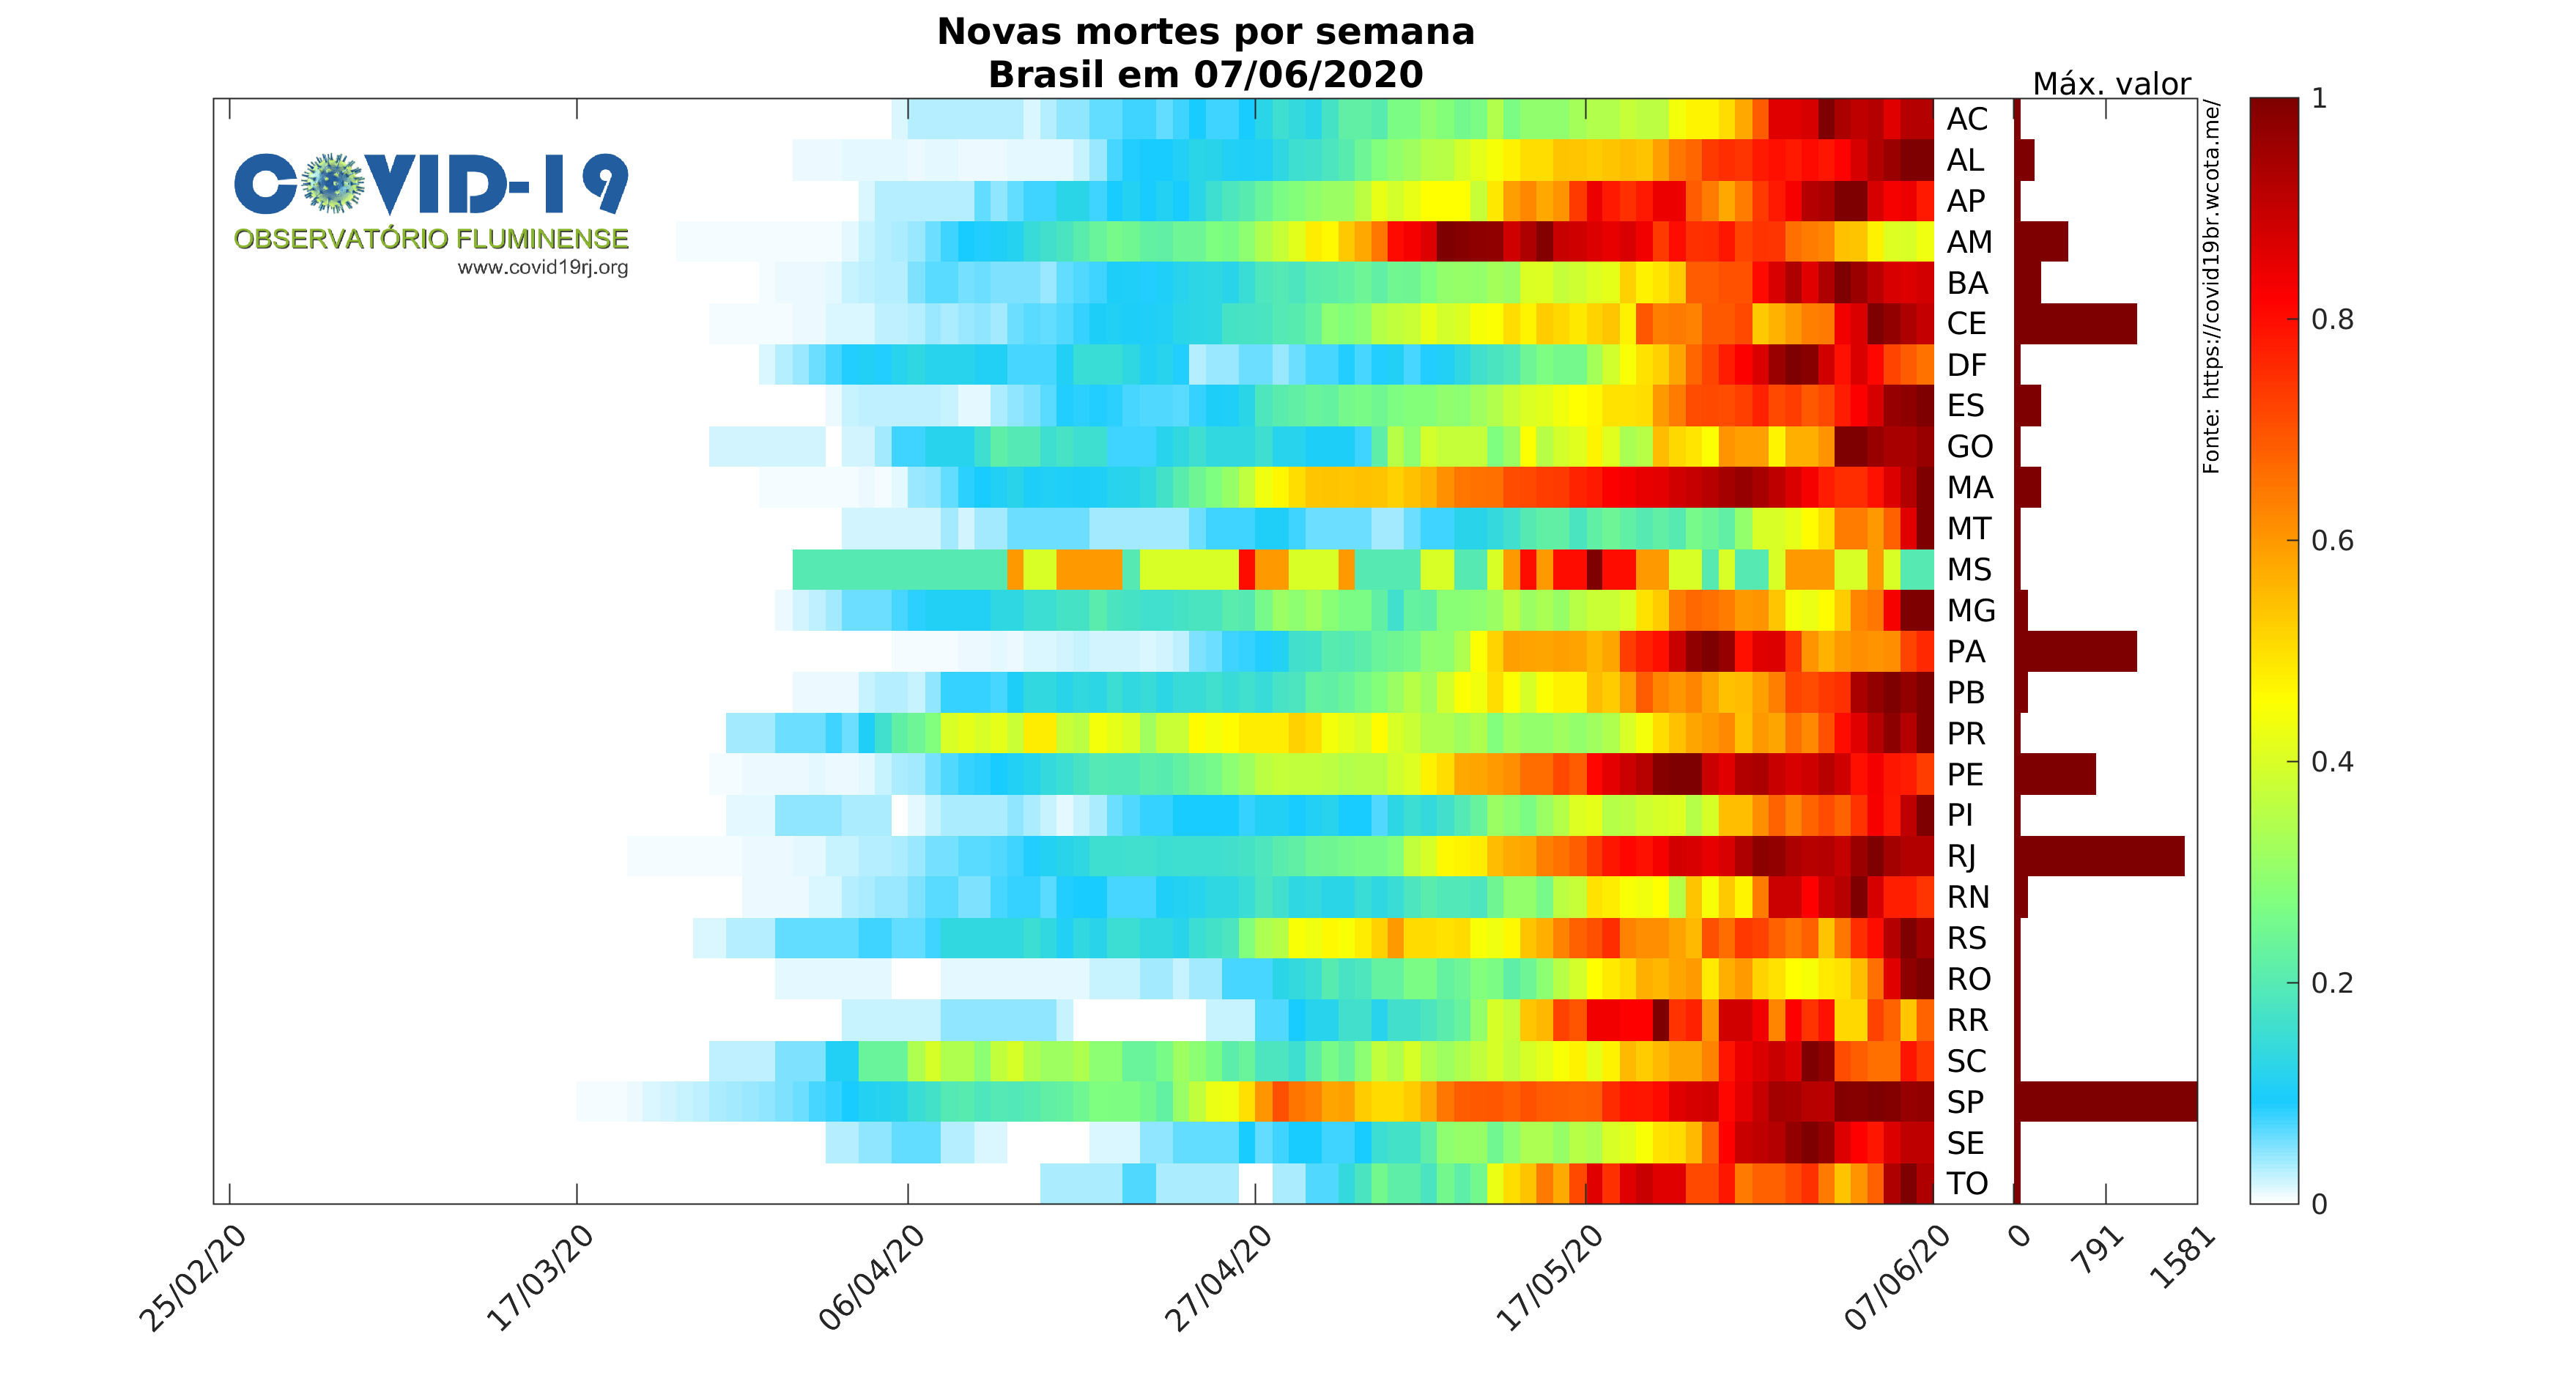 Novas mortes por semana
Brasil em 07/06/2020
Máx. valor
COVID-19
OBSERVATÓRIO FLUMINENSE
www.covid19rj.org
AC
AL
AP
AM
BA
CE
DF
ES
GO
MA
MT
MS
MG
PA
PB
PR
PE
PI
RJ
RN
RS
RO
RR
SC
SP
SE
TO
Fonte: https://covid19br.wcota.me/
1
0.8
0.6
0.4
0.2
0
25/02/20
17/03/20
06/04/20
27/04/20
17/05/20
07/06/20
0
791
1581